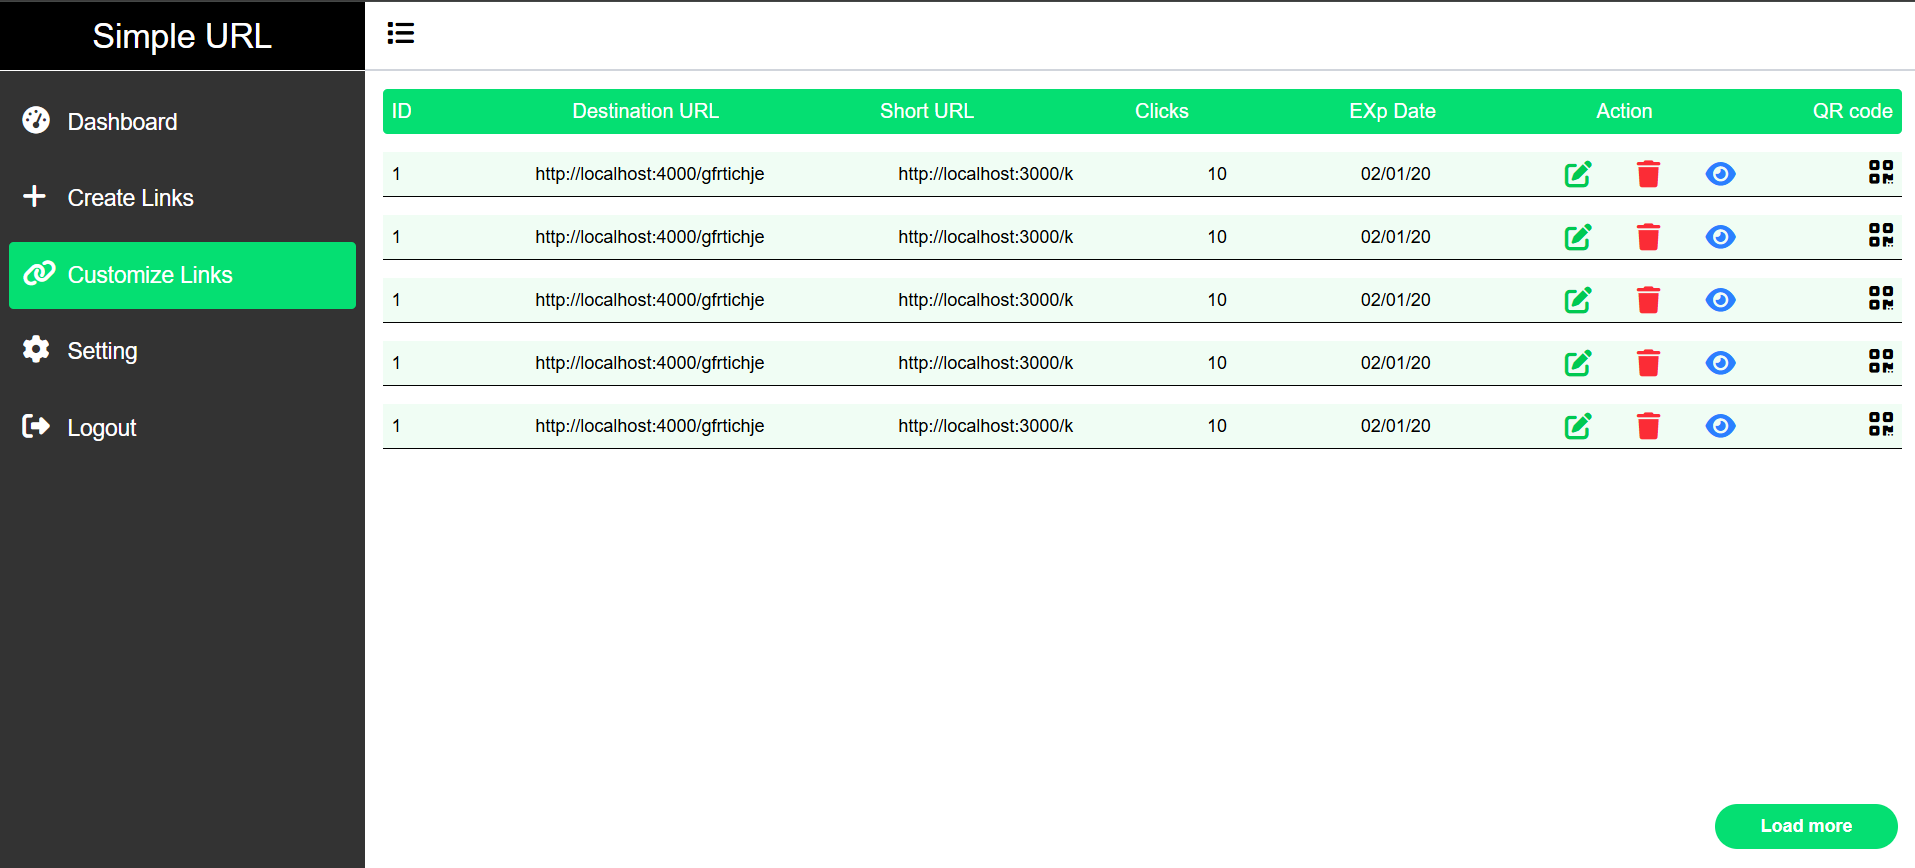 Simple URL
Dashboard
Create Links
Customize Links
Setting
Logout
ID Destination URL Short URL Clicks EXp Date Action QR code
1 http://localhost:4000/gfrtichje http://localhost:3000/k 10 02/01/20
1 http://localhost:4000/gfrtichje http://localhost:3000/k 10 02/01/20
1 http://localhost:4000/gfrtichje http://localhost:3000/k 10 02/01/20
1 http://localhost:4000/gfrtichje http://localhost:3000/k 10 02/01/20
1 http://localhost:4000/gfrtichje http://localhost:3000/k 10 02/01/20
Load more